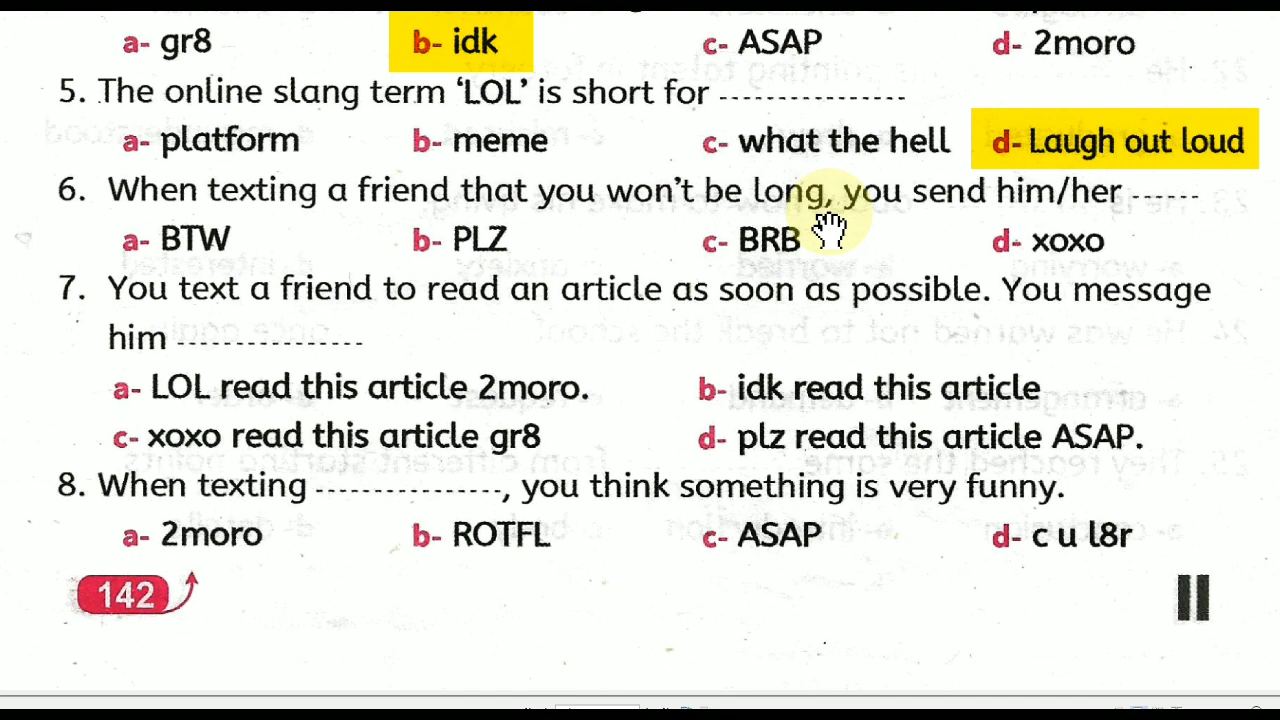 a- gr8 b- idk c- ASAP d- 2moro
5. The online slang term ‘LOL’ is short for ----------------
a- platform b- meme c- what the hell d- Laugh out loud
6. When texting a friend that you won’t be long, you send him/her ------
a- BTW b- PLZ c- BRB d- xoxo
7. You text a friend to read an article as soon as possible. You message
him ----------------
a- LOL read this article 2moro. b- idk read this article
c- xoxo read this article gr8 d- plz read this article ASAP.
8. When texting ----------------, you think something is very funny.
a- 2moro b- ROTFL c- ASAP d- c u l8r
142